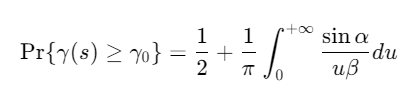 Pr{γ(s) ≥ γ₀} = 1/2 + 1/π ∫₀^{+∞} sin α / uβ du